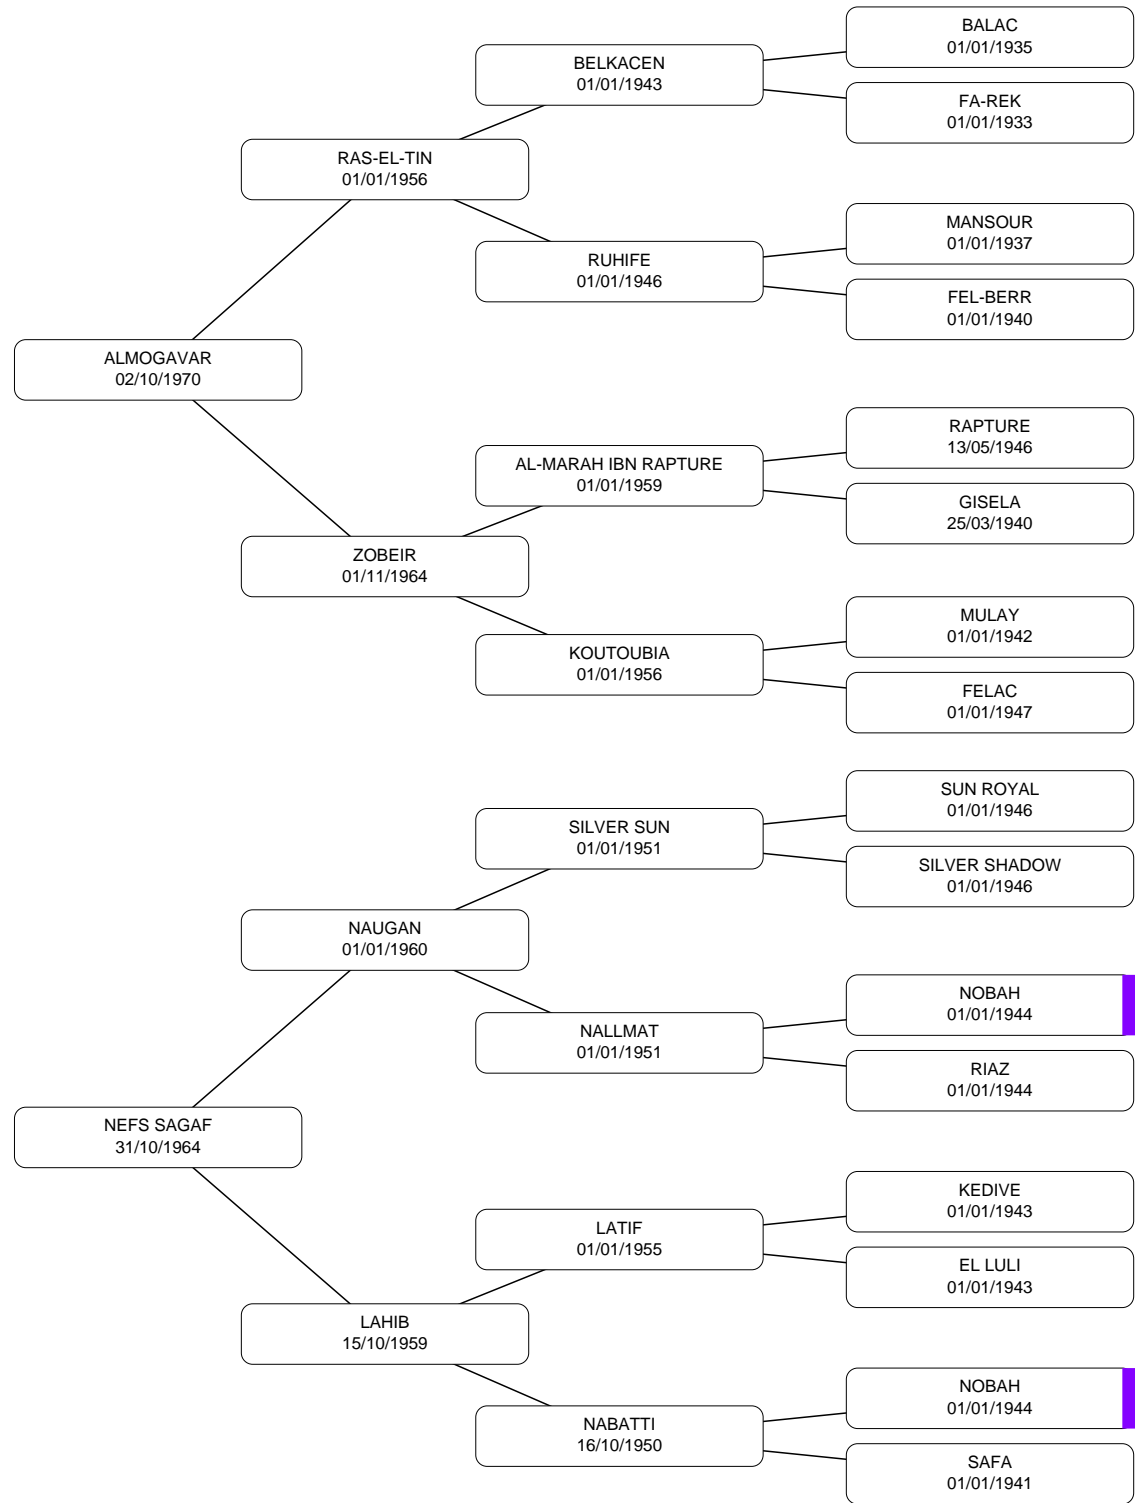 BALAC
01/01/1935
BELKACEN
01/01/1943
FA-REK
01/01/1933
RAS-EL-TIN
01/01/1956
MANSOUR
01/01/1937
RUHIFE
01/01/1946
FEL-BERR
01/01/1940
ALMOGAVAR
02/10/1970
RAPTURE
13/05/1946
AL-MARAH IBN RAPTURE
01/01/1959
GISELA
25/03/1940
ZOBEIR
01/11/1964
MULAY
01/01/1942
KOUTOUBIA
01/01/1956
FELAC
01/01/1947
SUN ROYAL
01/01/1946
SILVER SUN
01/01/1951
SILVER SHADOW
01/01/1946
NAUGAN
01/01/1960
NOBAH
01/01/1944
NALLMAT
01/01/1951
RIAZ
01/01/1944
NEFS SAGAF
31/10/1964
KEDIVE
01/01/1943
LATIF
01/01/1955
EL LULI
01/01/1943
LAHIB
15/10/1959
NOBAH
01/01/1944
NABATTI
16/10/1950
SAFA
01/01/1941